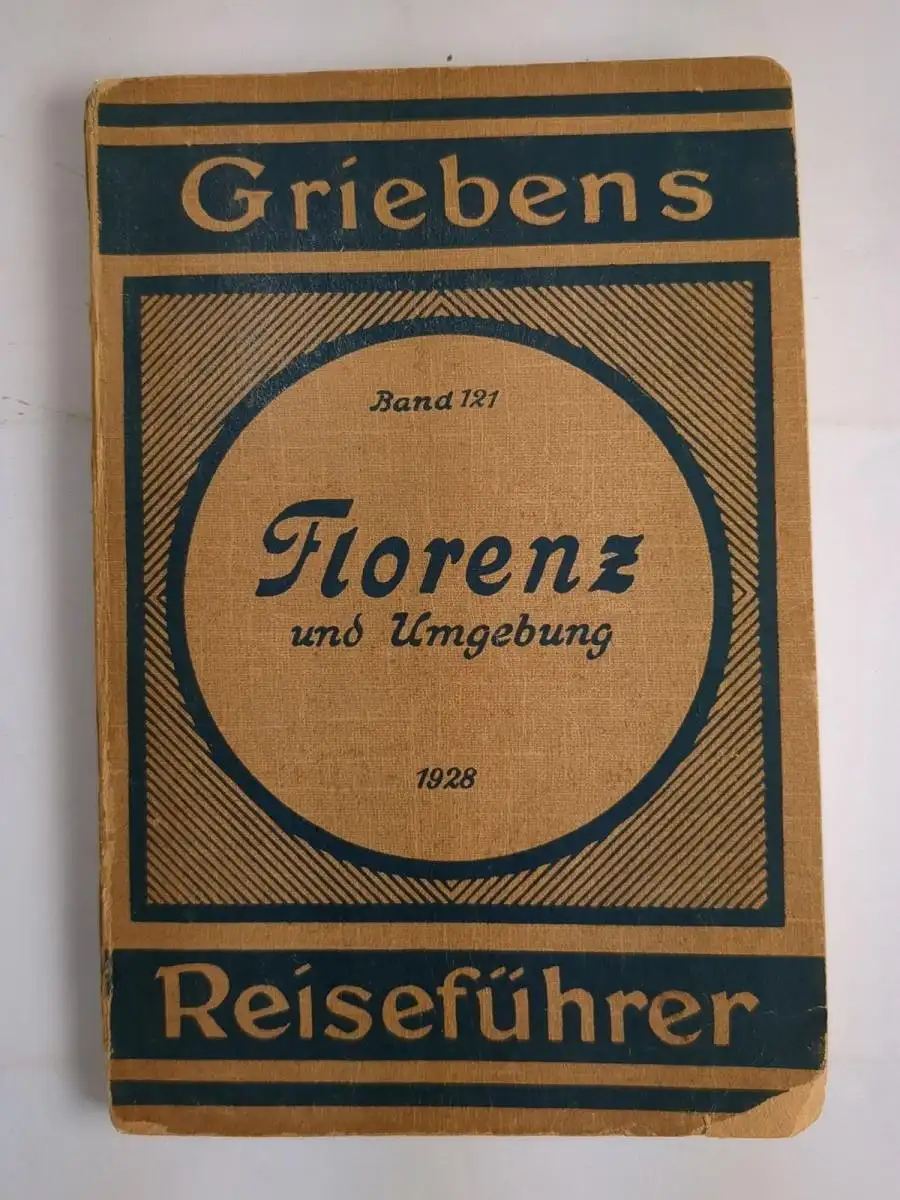 Griebens
Band 121
Florenz
und Umgebung
1928
Reiseführer